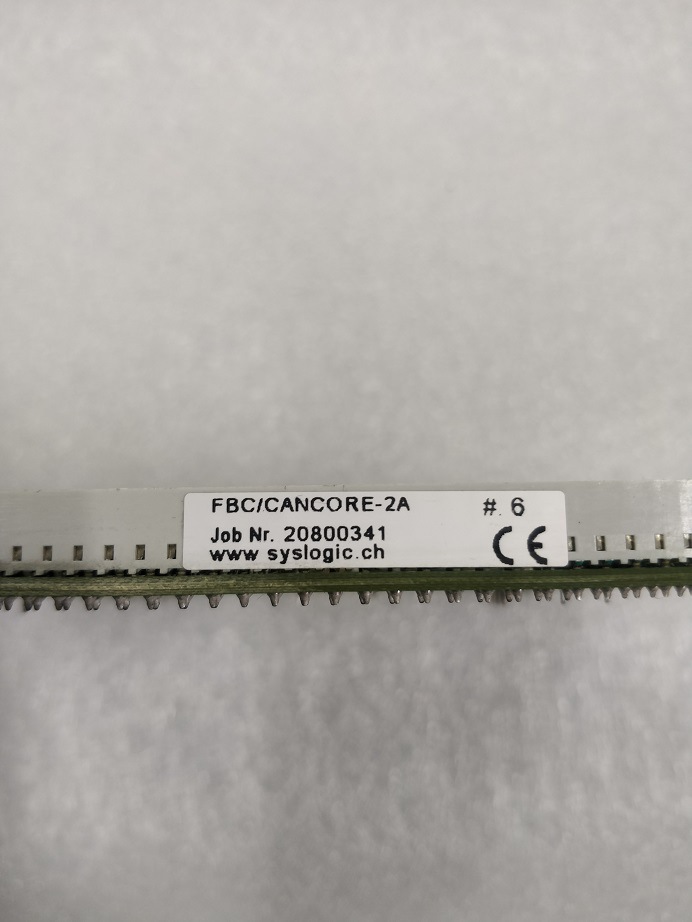 FBC/CANCORE-2A #. 6
Job Nr. 20800341
www syslogic.ch CE